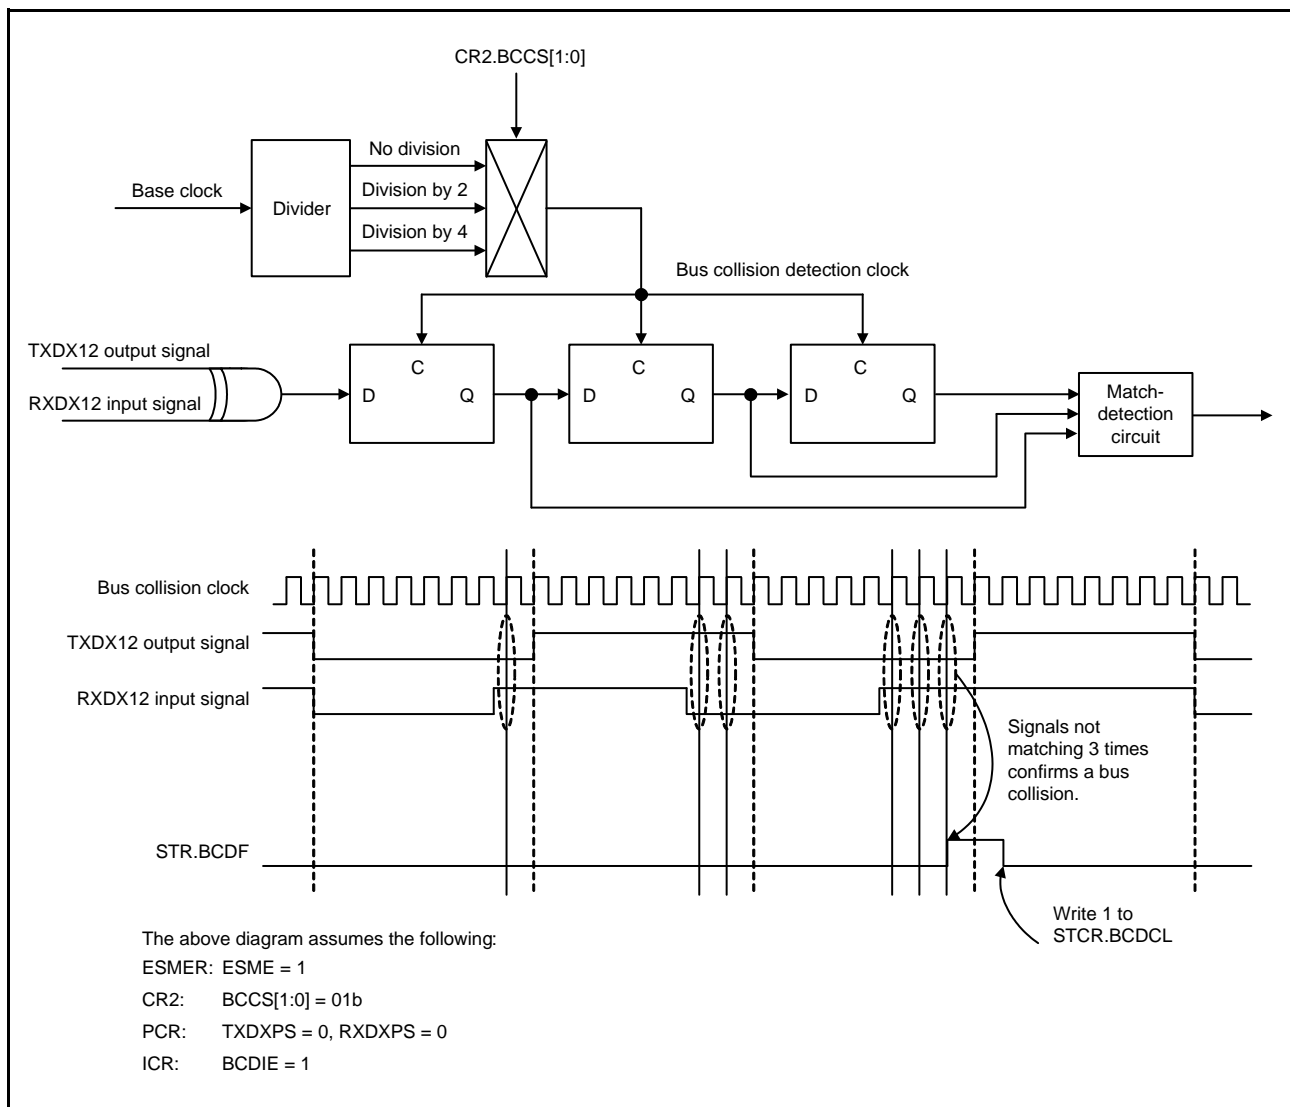 CR2.BCCS[1:0]
No division
Base clock
Divider
Division by 2
Division by 4
Bus collision detection clock
TXDX12 output signal
RXDX12 input signal
C
D
Q
C
D
Q
C
D
Q
Match-
detection
circuit
Bus collision clock
TXDX12 output signal
RXDX12 input signal
Signals not
matching 3 times
confirms a bus
collision.
STR.BCDF
Write 1 to
STCR.BCDCL
The above diagram assumes the following:
ESMER: ESME = 1
CR2: BCCS[1:0] = 01b
PCR: TXDXPS = 0, RXDXPS = 0
ICR: BCDIE = 1